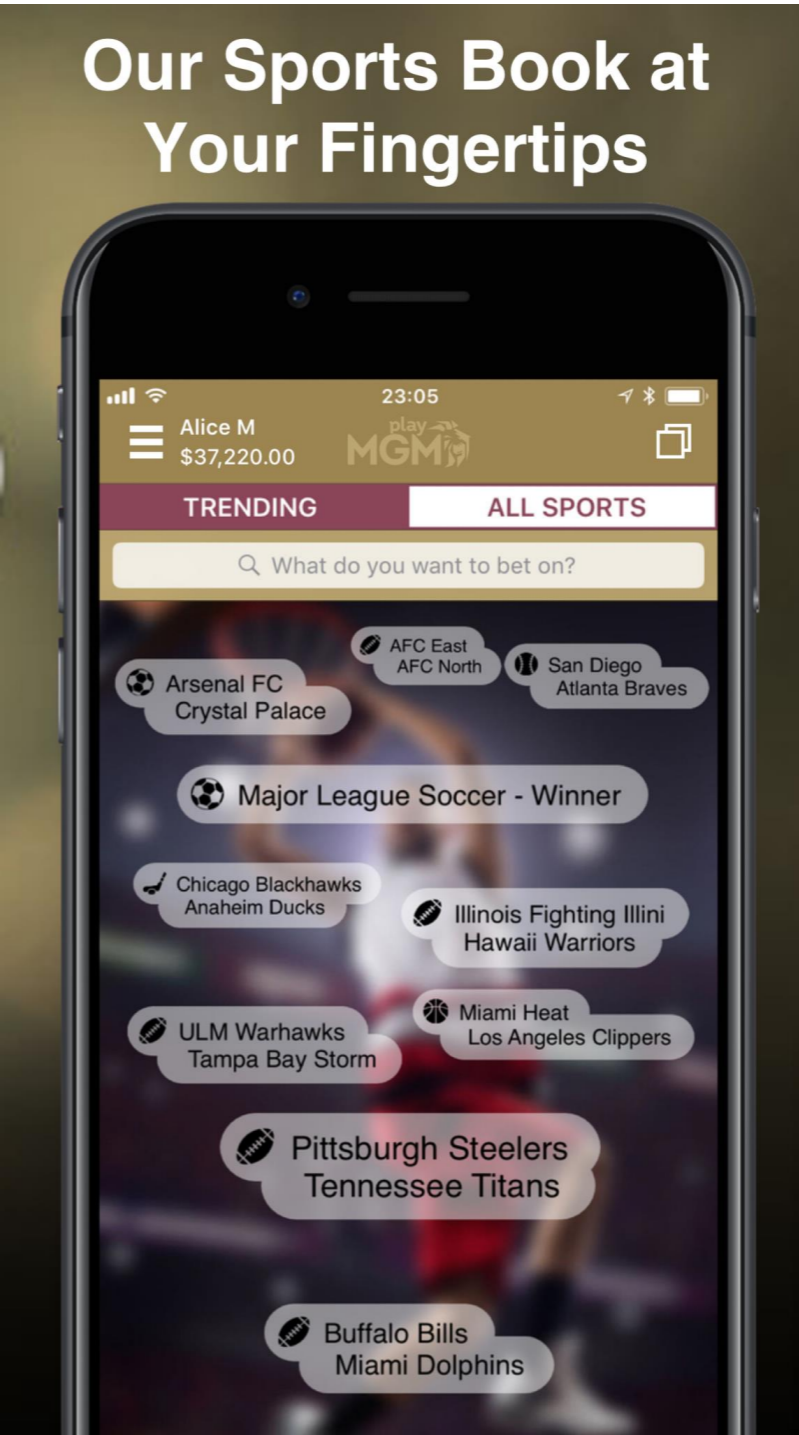 Our Sports Book at
Your Fingertips
23:05
Alice M
$37,220.00
play
MGM
TRENDING
ALL SPORTS
What do you want to bet on?
AFC East
AFC North
San Diego
Atlanta Braves
Arsenal FC
Crystal Palace
Major League Soccer - Winner
Chicago Blackhawks
Anaheim Ducks
Illinois Fighting Illini
Hawaii Warriors
Miami Heat
Los Angeles Clippers
ULM Warhawks
Tampa Bay Storm
Pittsburgh Steelers
Tennessee Titans
Buffalo Bills
Miami Dolphins